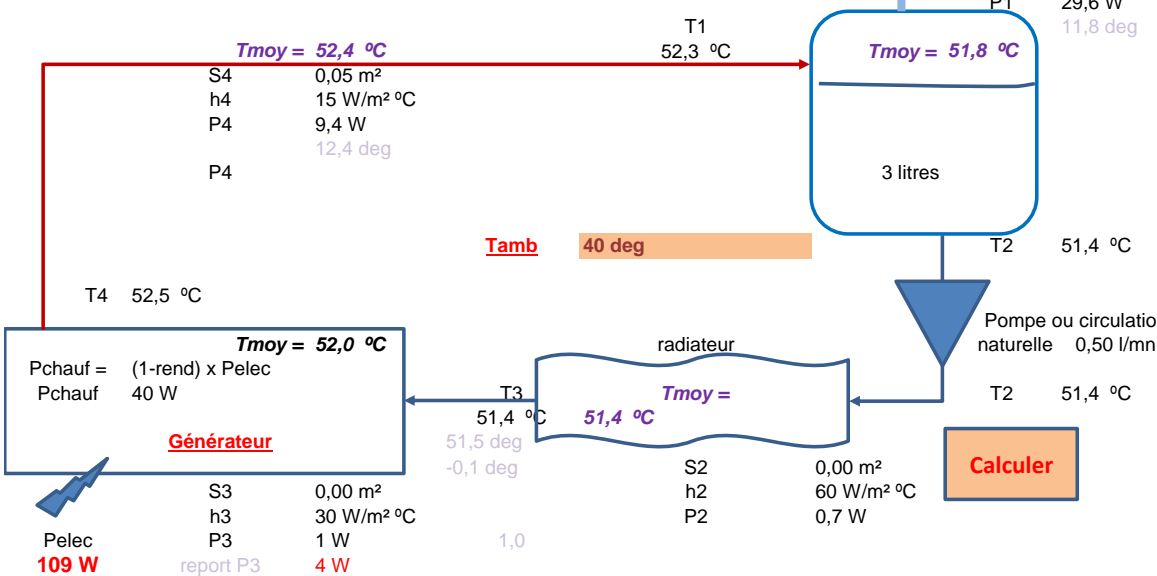 P1 29,6 W
11,8 deg
T1
52,3 ºC
Tmoy = 52,4 ºC
Tmoy = 51,8 ºC
S4 0,05 m²
h4 15 W/m² ºC
P4 9,4 W
12,4 deg
P4
3 litres
Tamb 40 deg
T2 51,4 ºC
T4 52,5 ºC
Pompe ou circulatio
naturelle 0,50 l/mn
Tmoy = 52,0 ºC
Pchauf = (1-rend) x Pelec
Pchauf 40 W
Générateur
radiateur
T3
51,4 ºC
51,5 deg
-0,1 deg
Tmoy =
51,4 ºC
T2 51,4 ºC
Calculer
S2 0,00 m²
h2 60 W/m² ºC
P2 0,7 W
S3 0,00 m²
h3 30 W/m² ºC
Pelec P3 1 W 1,0
109 W report P3 4 W